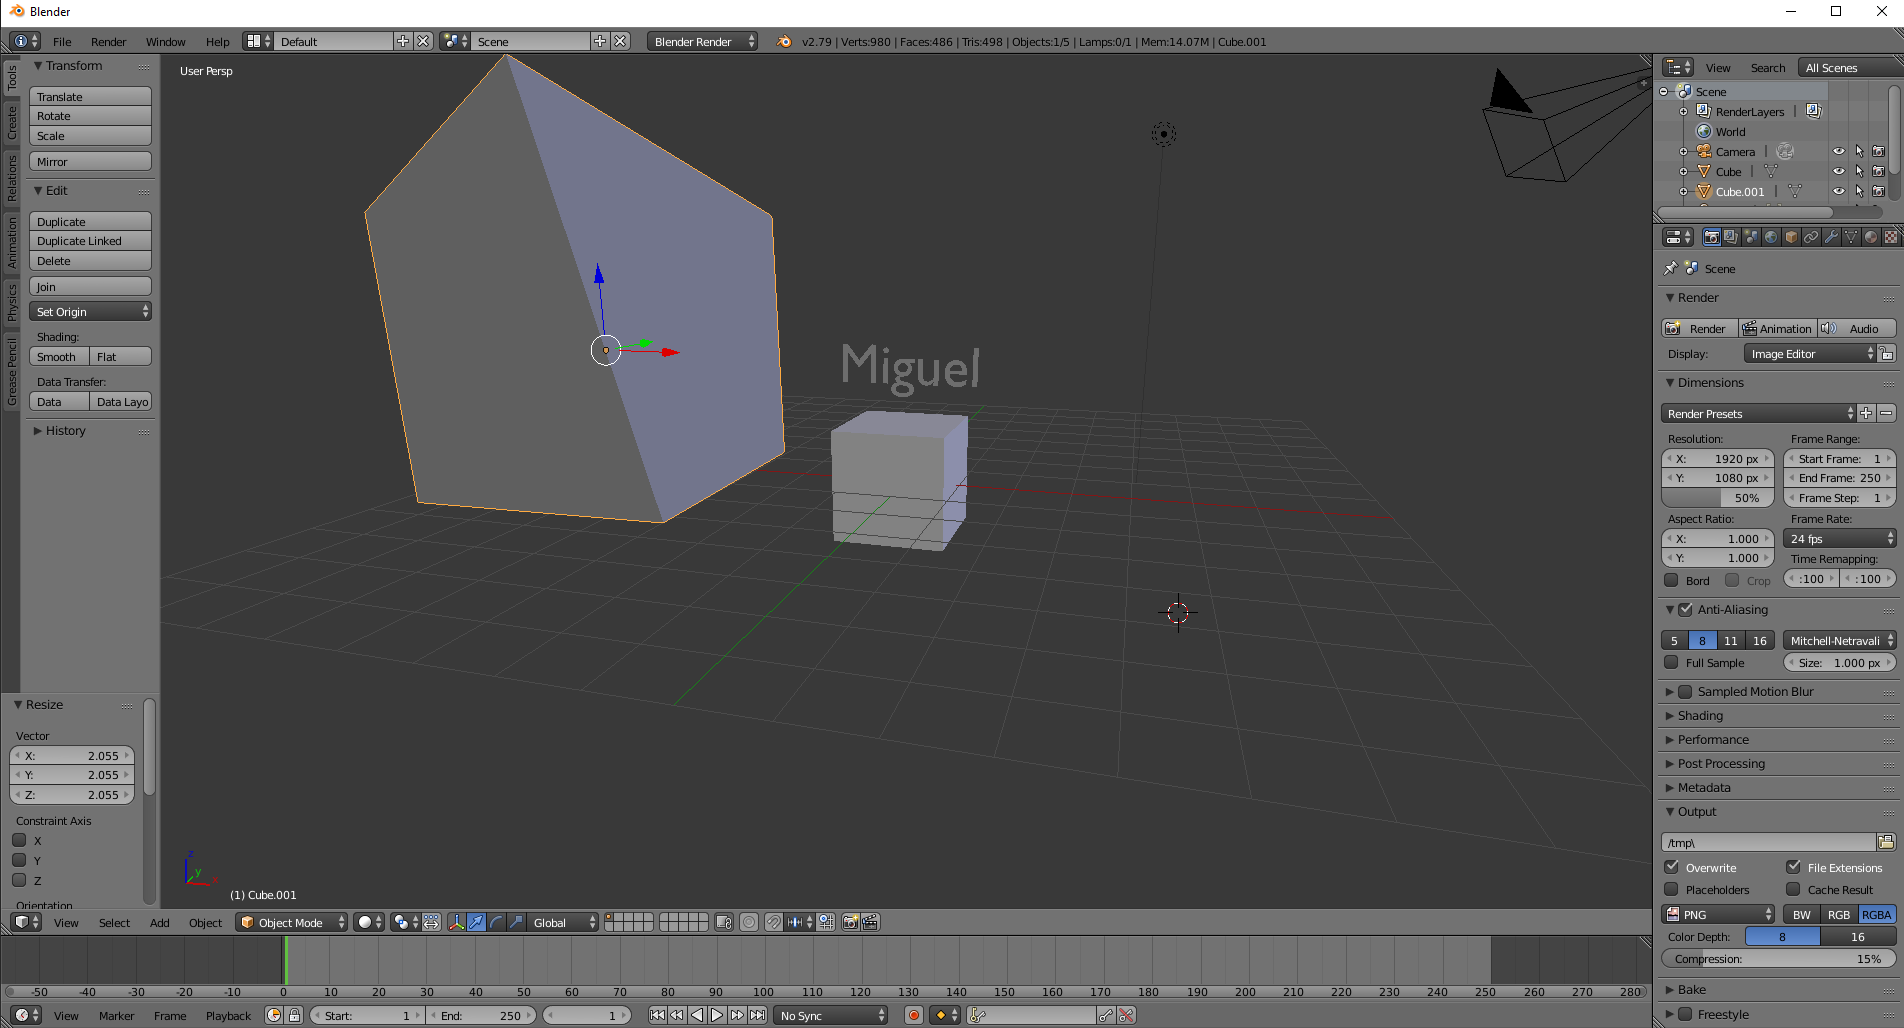 Blender
File Render Window Help Default Scene Blender Render v2.79 | Verts:980 | Faces:486 | Tris:498 | Objects:1/5 | Lamps:0/1 | Mem:14.07M | Cube.001
Tools
Create
Relations
Animation
Physics
Grease Pencil
Transform
Translate
Rotate
Scale
Mirror
Edit
Duplicate
Duplicate Linked
Delete
Join
Set Origin
Shading:
Smooth Flat
Data Transfer:
Data Data Layo
History
Resize
Vector
X: 2.055
Y: 2.055
Z: 2.055
Constraint Axis
X
Y
Z
Orientation
User Persp
Miguel
z
y
x
(1) Cube.001
View Select Add Object Object Mode Global
View Search All Scenes
Scene
RenderLayers |
World
Camera |
Cube |
Cube.001 |
Scene
Render
Render Animation Audio
Display: Image Editor
Dimensions
Render Presets
Resolution: Frame Range:
X: 1920 px Start Frame: 1
Y: 1080 px End Frame: 250
50% Frame Step: 1
Aspect Ratio: Frame Rate:
X: 1.000 24 fps
Y: 1.000 Time Remapping:
Bord Crop :100 :100
Anti-Aliasing
5 8 11 16 Mitchell-Netravali
Full Sample Size: 1.000 px
Sampled Motion Blur
Shading
Performance
Post Processing
Metadata
Output
/tmp\
Overwrite File Extensions
Placeholders Cache Result
PNG BW RGB RGBA
Color Depth: 8 16
Compression: 15%
Bake
Freestyle
-50 -40 -30 -20 -10 0 10 20 30 40 50 60 70 80 90 100 110 120 130 140 150 160 170 180 190 200 210 220 230 240 250 260 270 280
View Marker Frame Playback Start: 1 End: 250 1 No Sync